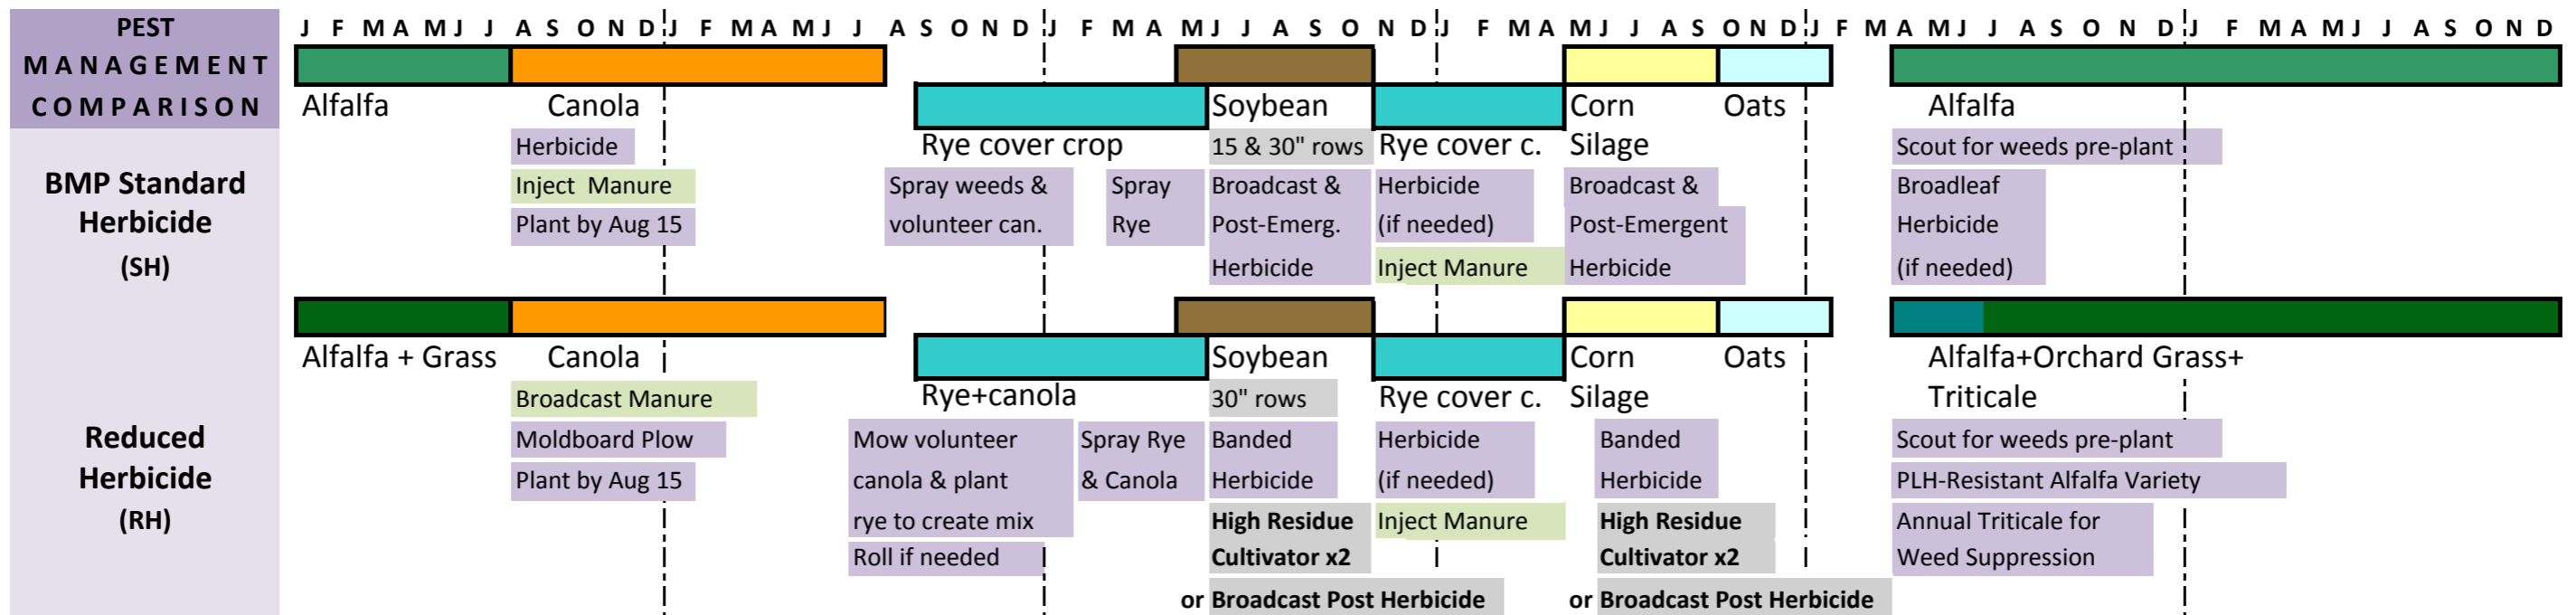 PEST J F M A M J J A S O N D J F M A M J J A S O N D J F M A M J J A S O N D J F M A M J J A S O N D J F M A M J J A S O N D J F M A M J J A S O N D
MANAGEMENT
COMPARISON Alfalfa Canola Soybean Corn Oats Alfalfa
Herbicide Rye cover crop 15 & 30" rows Rye cover c. Silage Scout for weeds pre-plant
BMP Standard Inject Manure Spray weeds & Spray Broadcast & Herbicide Broadcast & Broadleaf
Herbicide Plant by Aug 15 volunteer can. Rye Post-Emerg. (if needed) Post-Emergent Herbicide
(SH) Herbicide Inject Manure Herbicide (if needed)
Alfalfa + Grass Canola Soybean Corn Oats Alfalfa+Orchard Grass+
Broadcast Manure Rye+canola 30" rows Rye cover c. Silage Triticale
Reduced Moldboard Plow Mow volunteer Spray Rye Banded Herbicide Banded Scout for weeds pre-plant
Herbicide Plant by Aug 15 canola & plant & Canola Herbicide (if needed) Herbicide PLH-Resistant Alfalfa Variety
(RH) rye to create mix High Residue Inject Manure High Residue Annual Triticale for
Roll if needed Cultivator x2 Cultivator x2 Weed Suppression
or Broadcast Post Herbicide or Broadcast Post Herbicide